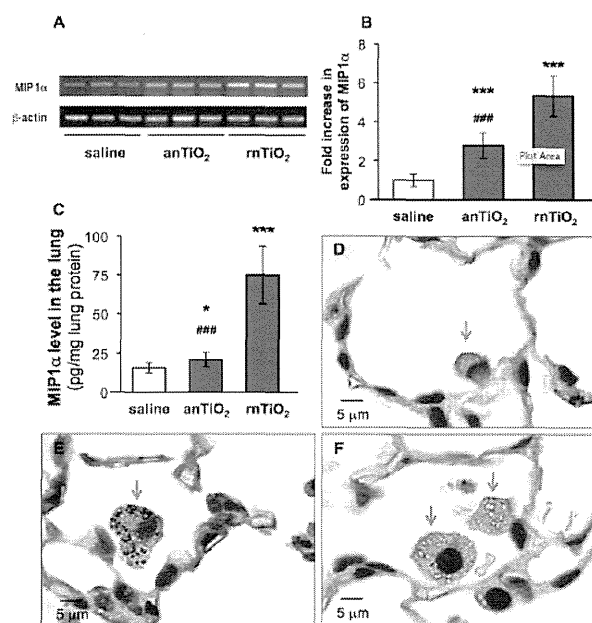 A
MIP1α
β-actin
saline anTiO2 rnTiO2
B
Fold increase in
expression of MIP1α
8
6
4
2
0
***
###
***
Plot Area
saline anTiO2 rnTiO2
C
MIP1α level in the lung
(pg/mg lung protein)
100
75
50
25
0
*
###
***
saline anTiO2 rnTiO2
D
5 μm
E
5 μm
F
5 μm